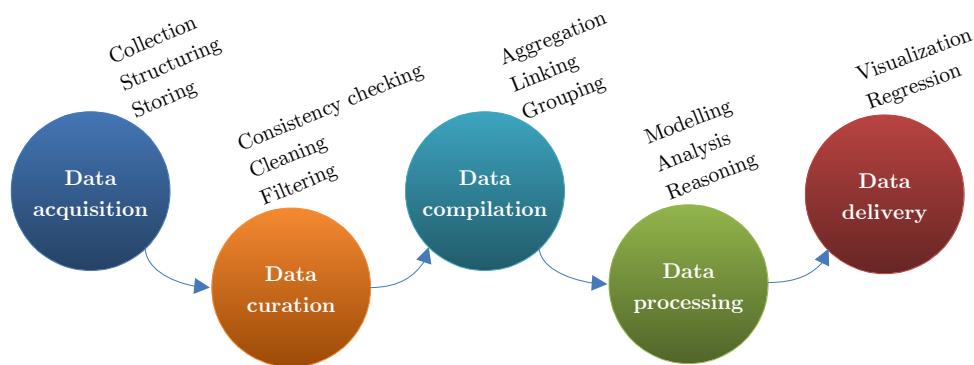 Collection
Structuring
Storing
Data
acquisition
Consistency checking
Cleaning
Filtering
Data
curation
Aggregation
Linking
Grouping
Data
compilation
Modelling
Analysis
Reasoning
Data
processing
Visualization
Regression
Data
delivery